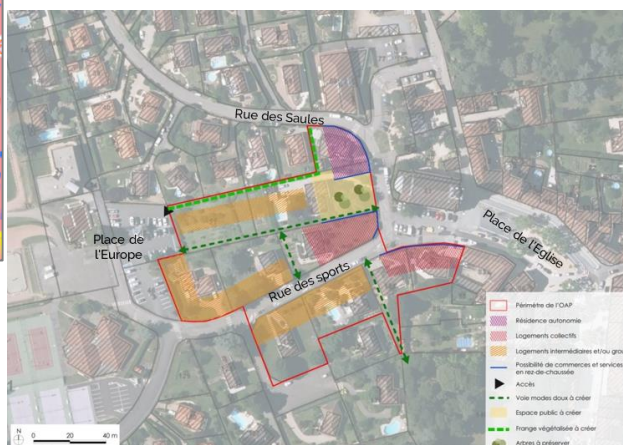 Rue des Saules
Place de
l'Europe
Place de l'Eglise
Rue des sports
Périmètre de l'OAP
Résidence autonomie
Logements collectifs
Logements intermédiaires et/ou grou
Possibilité de commerces et services
en rez-de-chaussée
Accès
Voie modes doux à créer
Espace public à créer
Frange végétalisée à créer
Arbres à préserver
N
0 20 40 m